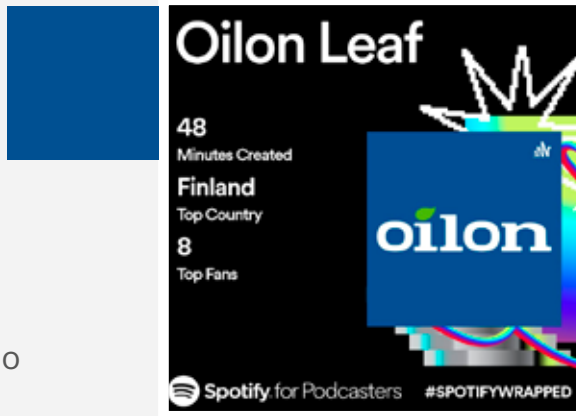 Oilon Leaf
48
Minutes Created
Finland
Top Country
8
Top Fans
oilon
o
Spotify for Podcasters #SPOTIFYWRAPPED